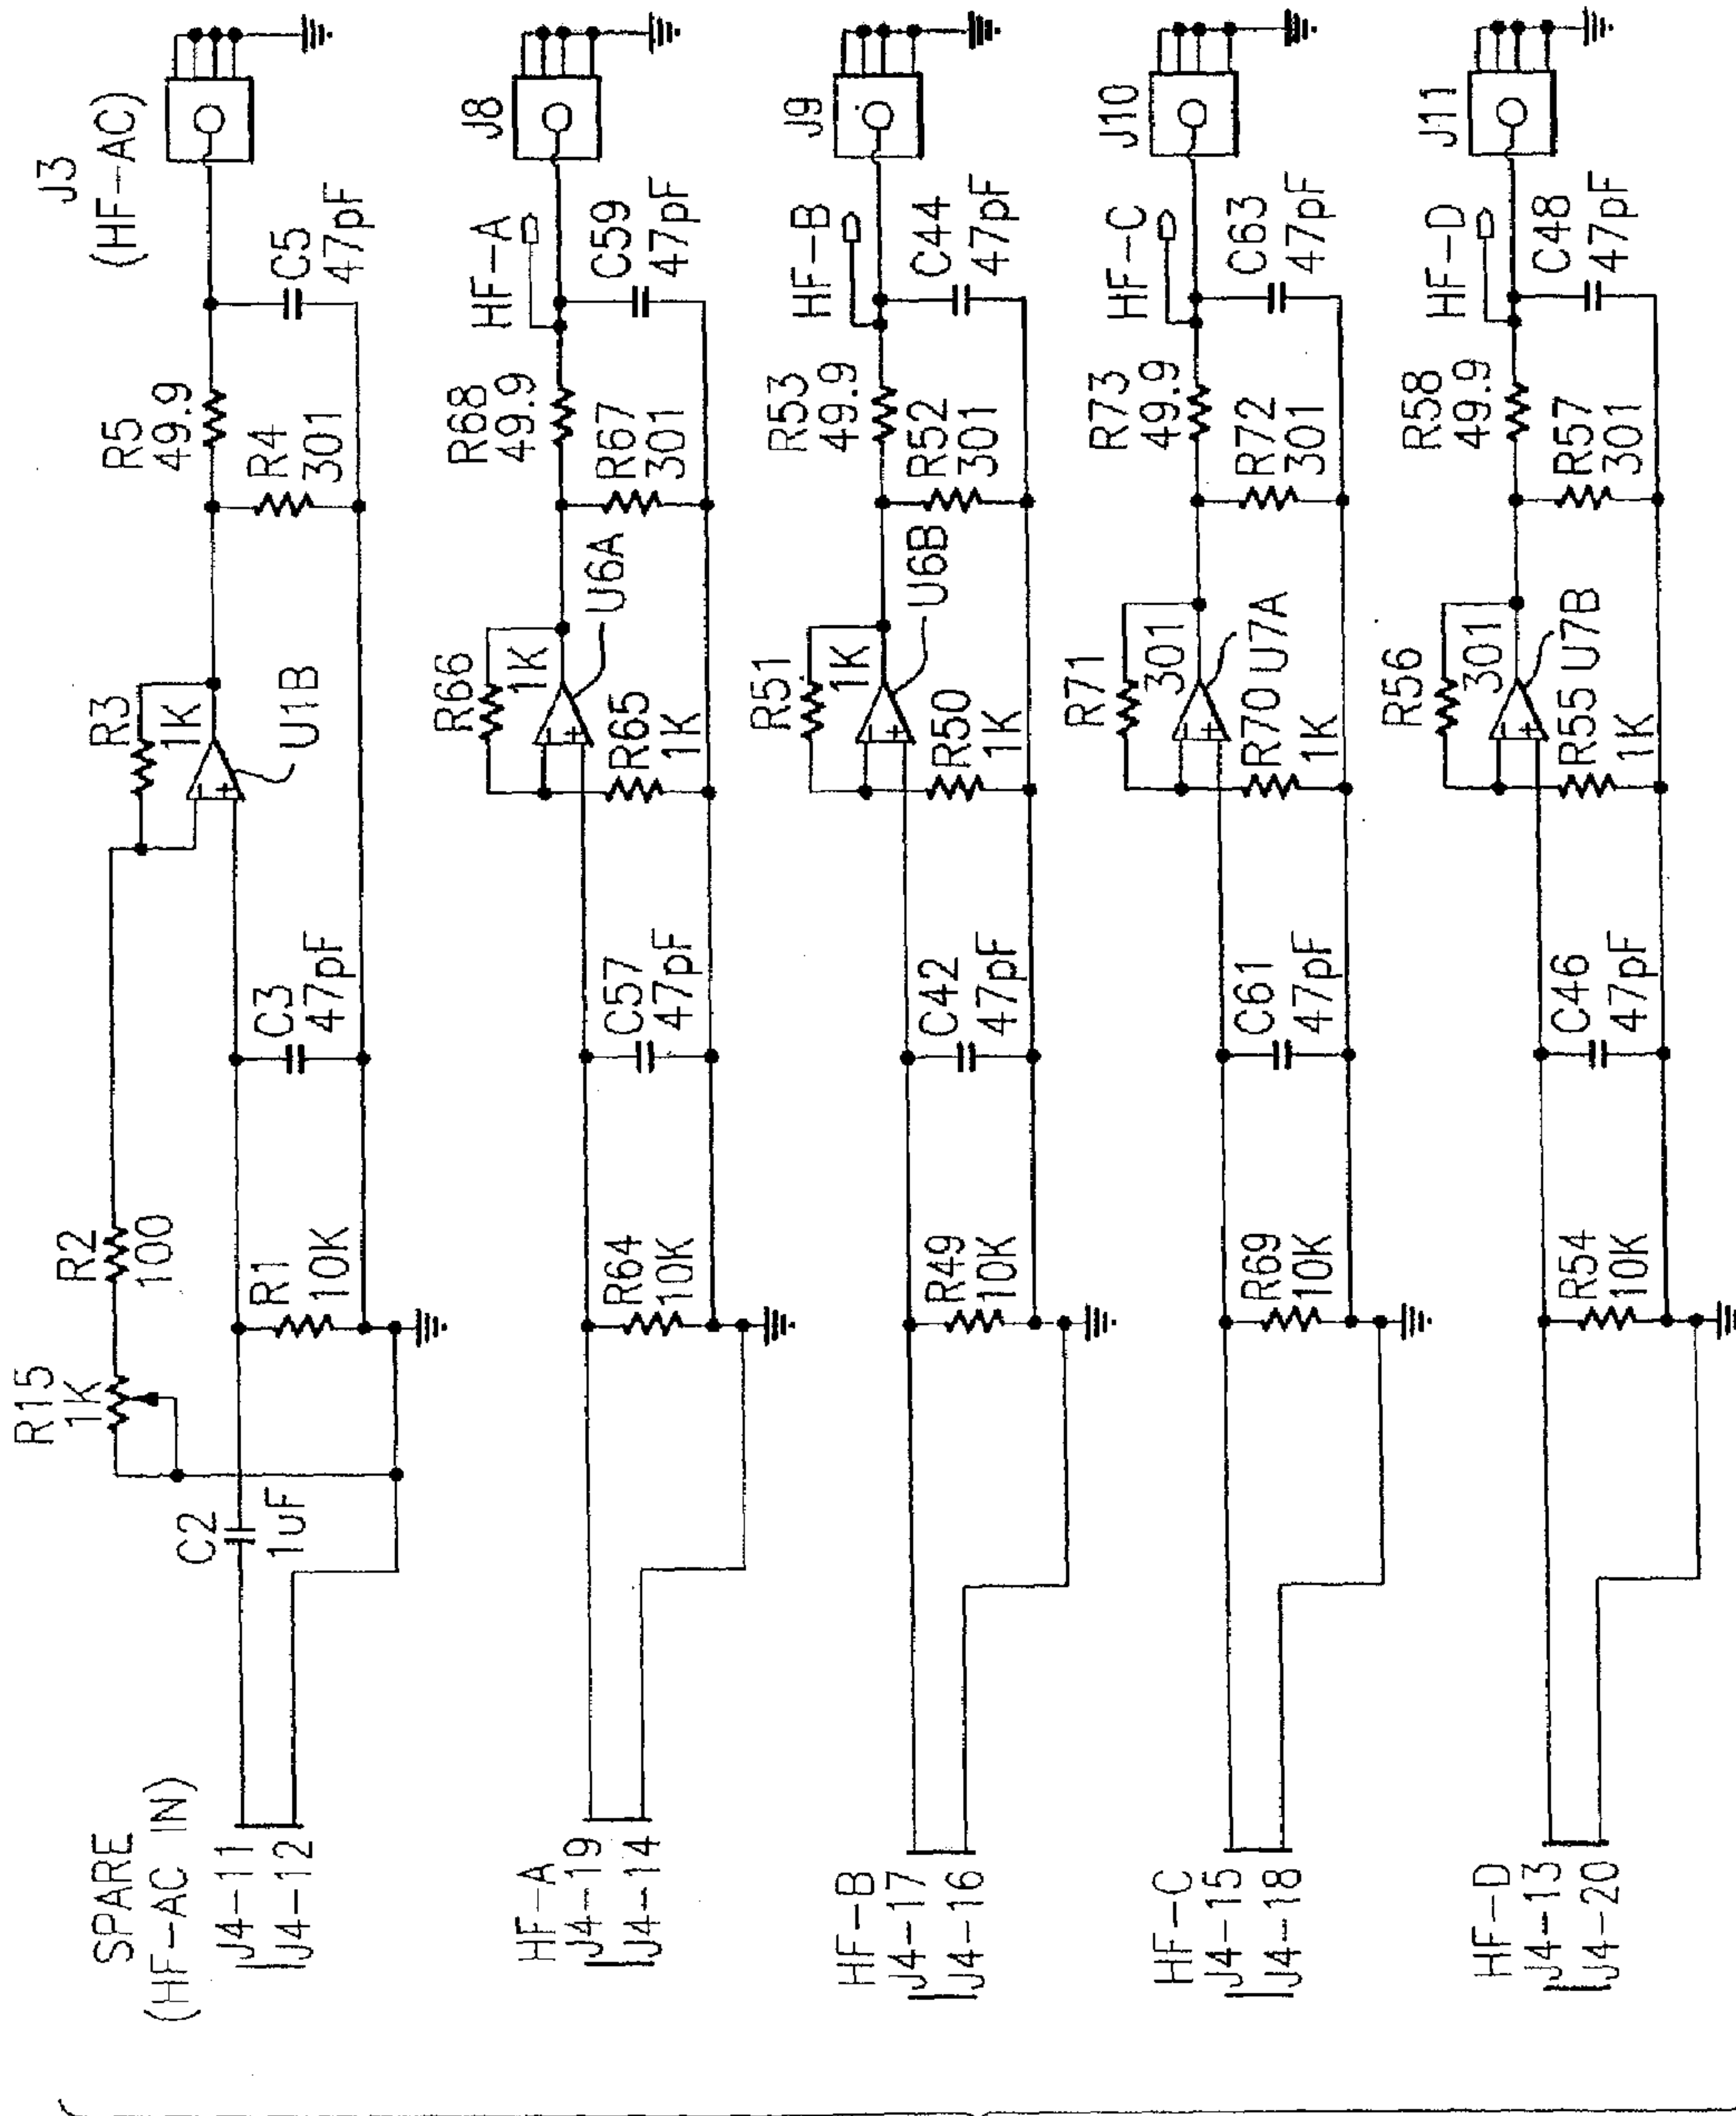 SPARE
(HF-AC IN)
J4-11
J4-12
C2
1uF
R15
1K
R2
100
R1
10K
C3
47pF
R3
1K
U1B
R5
49.9
R4
301
C5
47pF
J3
(HF-AC)
HF-A
J4-19
J4-14
R64
10K
C57
47pF
R66
1K
R65
1K
U6A
R68
49.9
R67
301
HF-A
C59
47pF
J8
HF-B
J4-17
J4-16
R49
10K
C42
47pF
R51
1K
R50
1K
U6B
R53
49.9
R52
301
HF-B
C44
47pF
J9
HF-C
J4-15
J4-18
R69
10K
C61
47pF
R71
301
R70
1K
U7A
R73
49.9
R72
301
HF-C
C63
47pF
J10
HF-D
J4-13
J4-20
R54
10K
C46
47pF
R56
301
R55
1K
U7B
R58
49.9
R57
301
HF-D
C48
47pF
J11